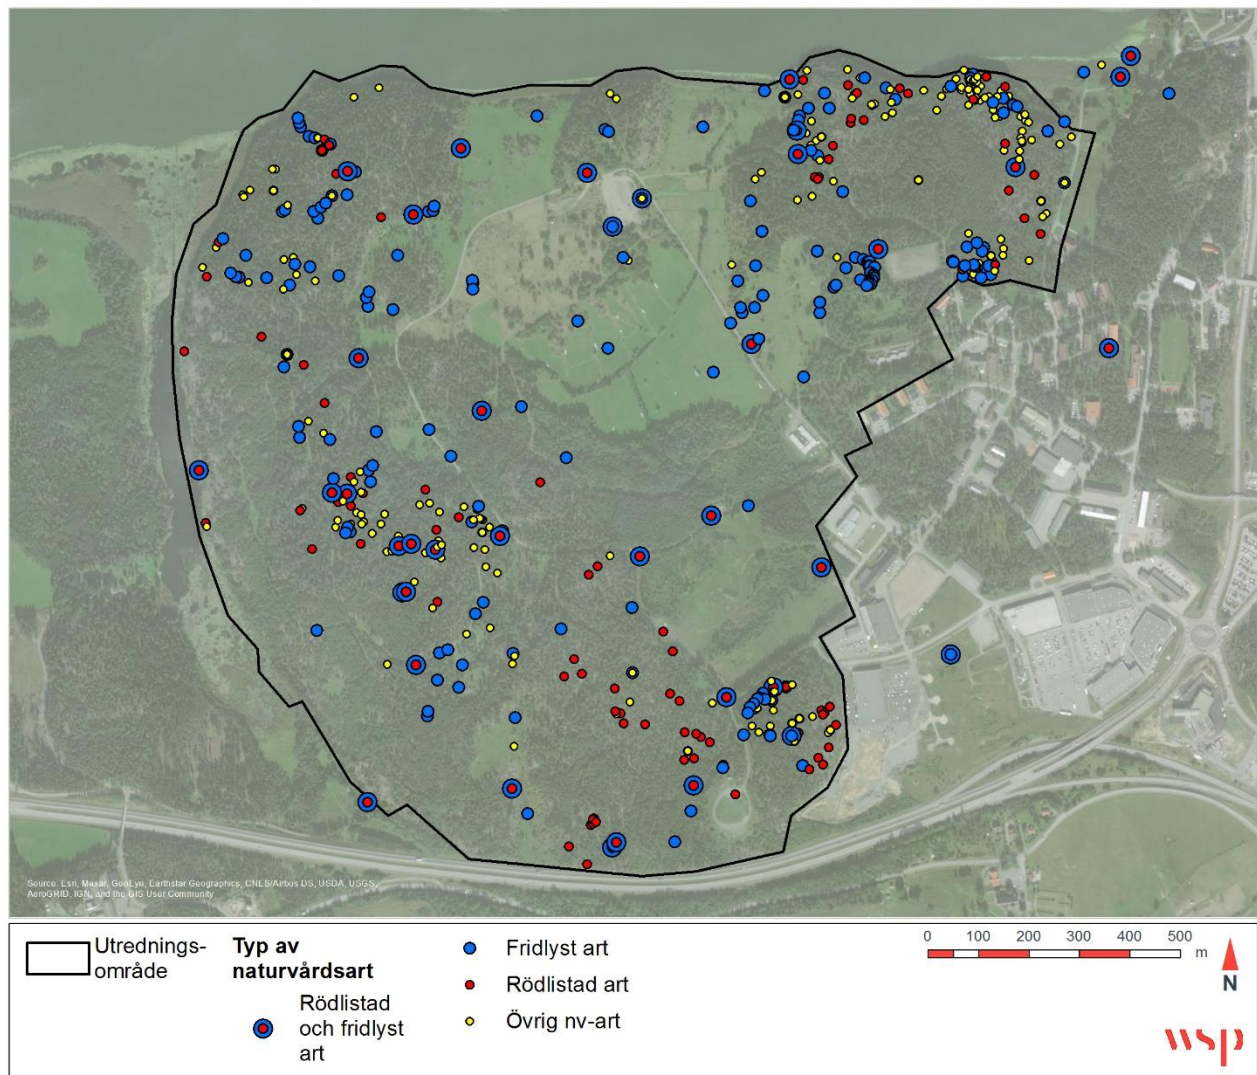 Source: Esri, Maxar, GeoEye, Earthstar Geographics, CNES/Airbus DS, USDA, USGS,
AeroGRID, IGN, and the GIS User Community
Utrednings-
område
Typ av
naturvårdsart
Rödlistad
och fridlyst
art
Fridlyst art
Rödlistad art
Övrig nv-art
0 100 200 300 400 500
m
N
wsp